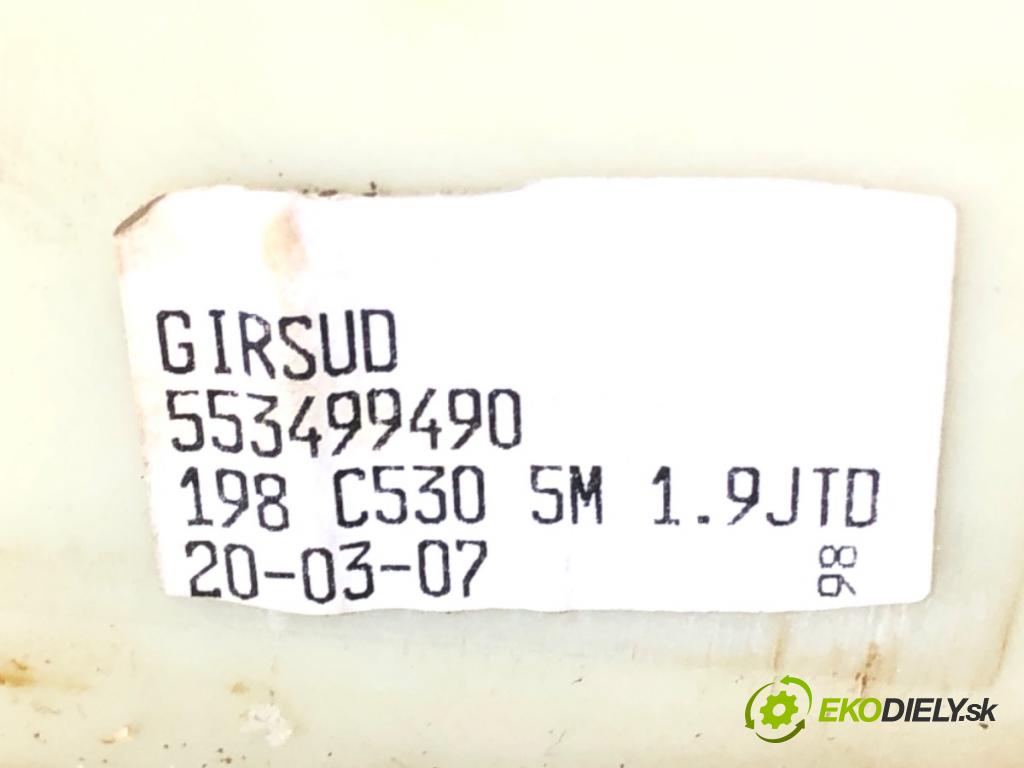 GIRSUD
553499490
198 C530 5M 1.9JTD
20-03-07
98
EKODIELY.sk